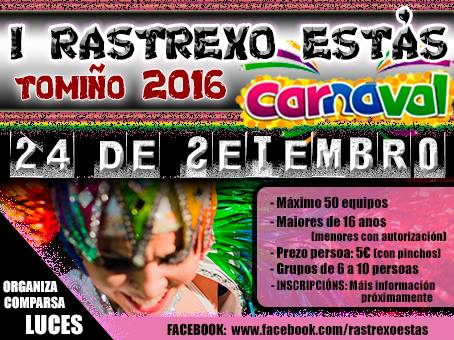 I RASTREXO ESTÁS
TOMIÑO 2016
Carnaval
24 DE SETEMBRO
- Máximo 50 equipos
- Maiores de 16 anos
(menores con autorización)
- Prezo persoa: 5€ (con pinchos)
- Grupos de 6 a 10 persoas
- INSCRIPCIÓNS: Máis información
próximamente
ORGANIZA
COMPARSA
LUCES
FACEBOOK: www.facebook.com/rastrexoestas